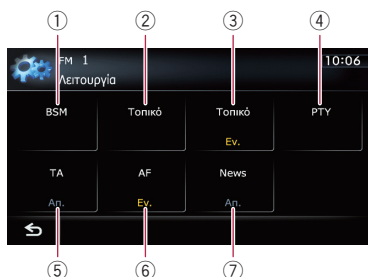 ① ② ③ ④
FM 1 10:06
Λειτουργία
BSM Τοπικό Τοπικό PTY
Εν.
TA AF News
Απ. Εν. Απ.
⑤ ⑥ ⑦